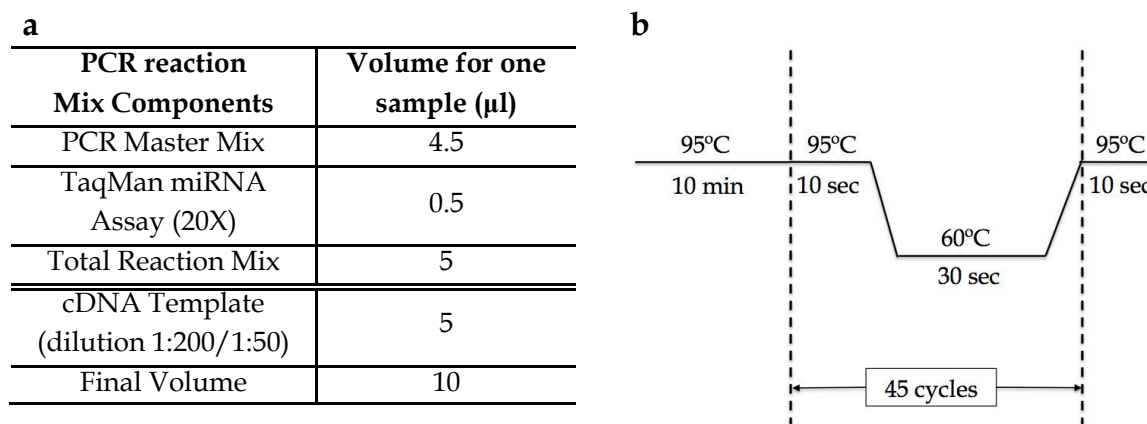 a
PCR reaction
Mix Components
Volume for one
sample (µl)
PCR Master Mix
4.5
TaqMan miRNA
Assay (20X)
0.5
Total Reaction Mix
5
cDNA Template
(dilution 1:200/1:50)
5
Final Volume
10
b
95ºC
10 min
95ºC
10 sec
60ºC
30 sec
95ºC
10 sec
45 cycles